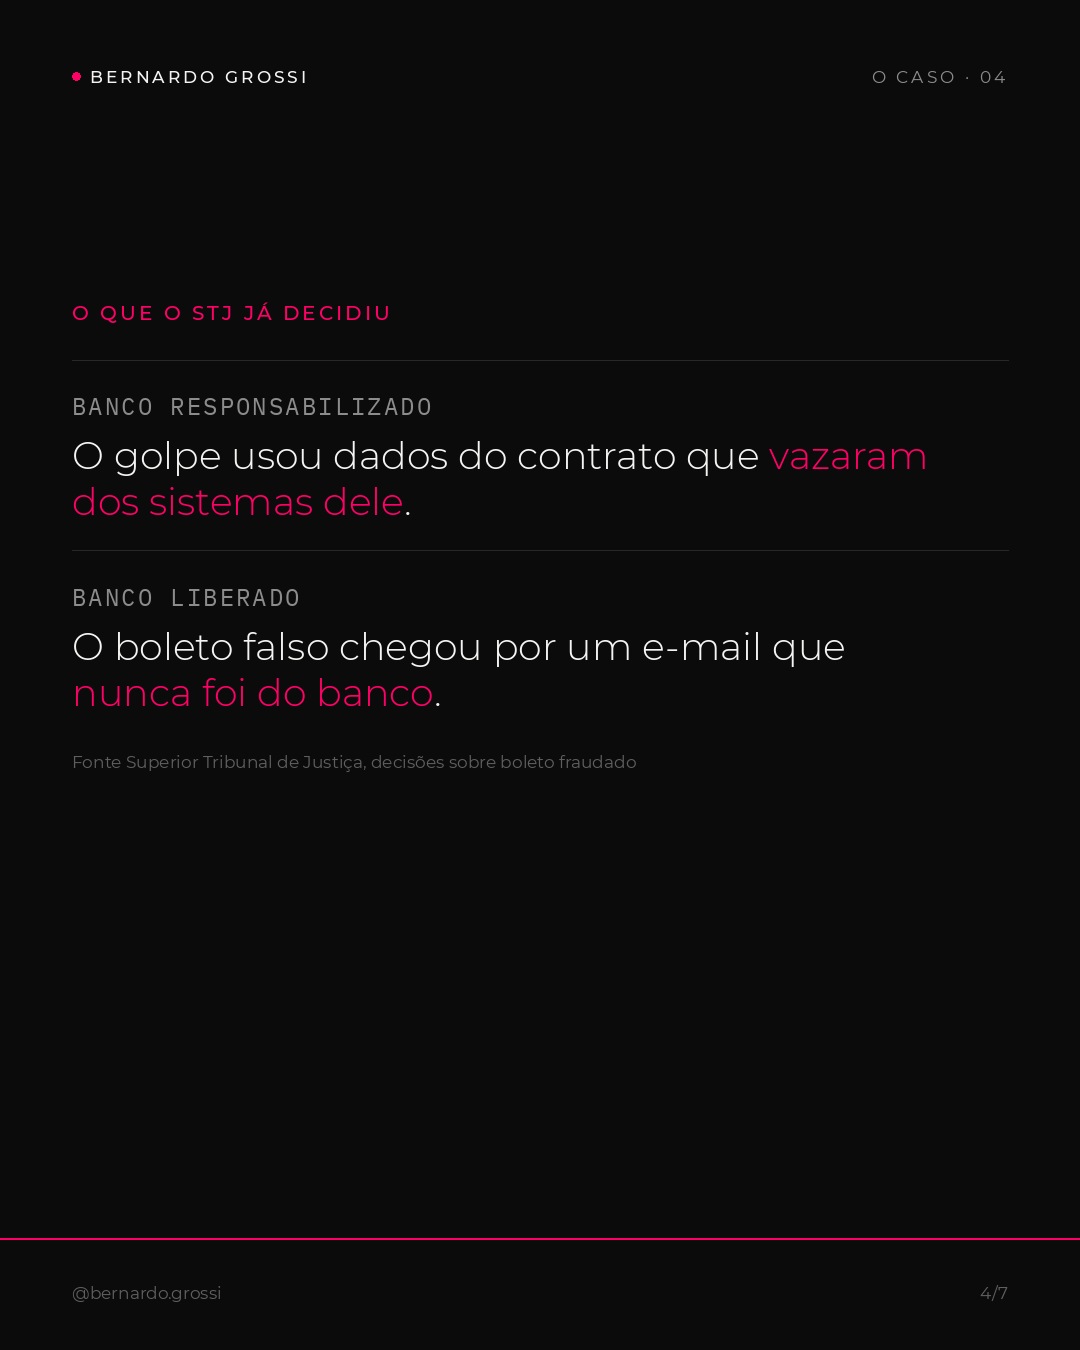 BERNARDO GROSSI
O CASO · 04
O QUE O STJ JÁ DECIDIU
BANCO RESPONSABILIZADO
O golpe usou dados do contrato que vazaram
dos sistemas dele.
BANCO LIBERADO
O boleto falso chegou por um e-mail que
nunca foi do banco.
Fonte Superior Tribunal de Justiça, decisões sobre boleto fraudado
@bernardo.grossi
4/7